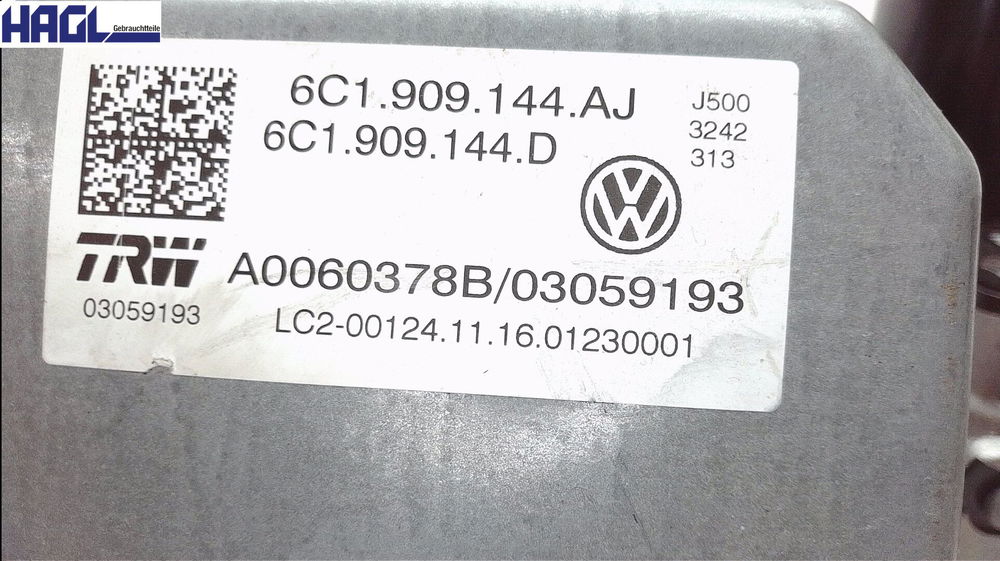 HAGL
Gebrauchtteile
6C1.909.144.AJ
6C1.909.144.D
J500
3242
313
TRW
03059193
A0060378B/03059193
LC2-00124.11.16.01230001